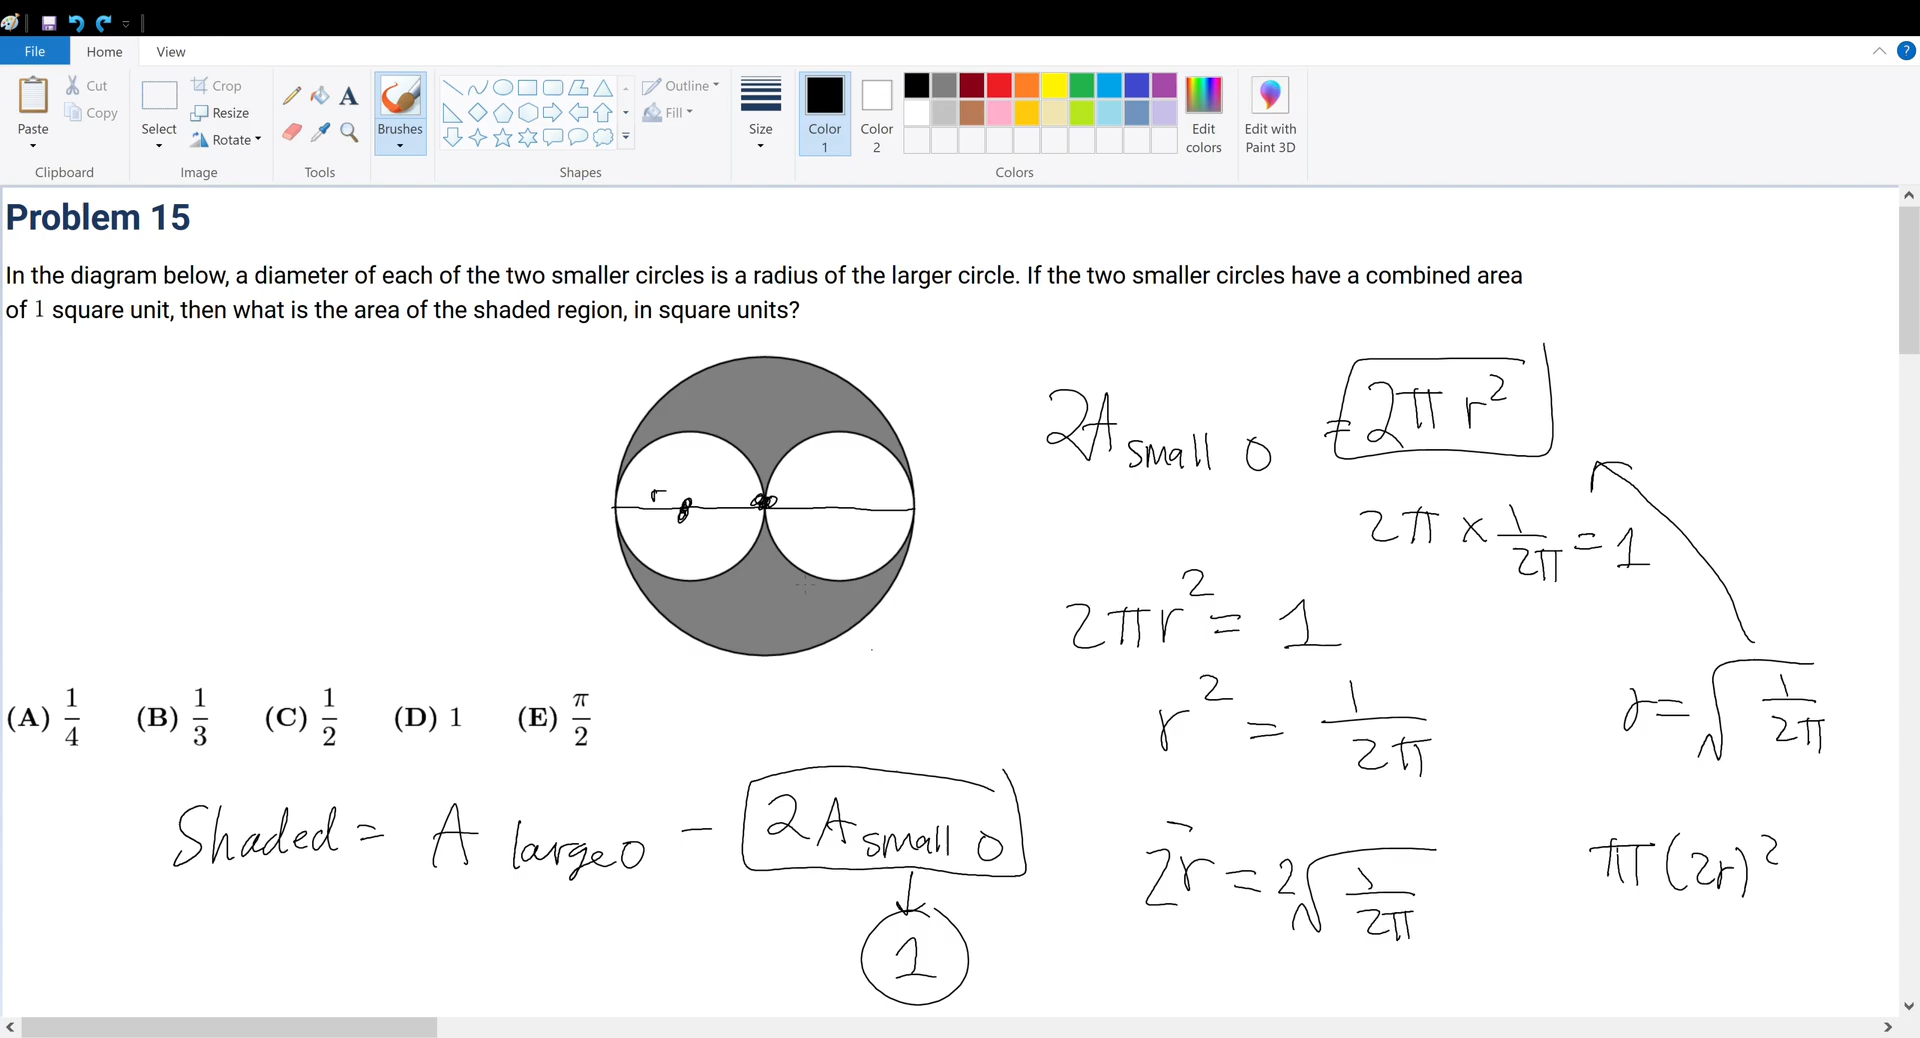 File Home View
Paste
Cut
Copy
Clipboard
Select
Crop
Resize
Rotate
Image
A
Tools
Brushes
Shapes
Outline
Fill
Size
Color 1
Color 2
Colors
Edit colors
Edit with Paint 3D
Problem 15
In the diagram below, a diameter of each of the two smaller circles is a radius of the larger circle. If the two smaller circles have a combined area
of 1 square unit, then what is the area of the shaded region, in square units?
r
2A small O = 2π r²
2π × 1/2π = 1
2πr² = 1
r² = 1/2π
r = √(1/2π)
(A) 1/4 (B) 1/3 (C) 1/2 (D) 1 (E) π/2
Shaded = A large O − 2A small O
1
2r = 2√(1/2π)
π(2r)²